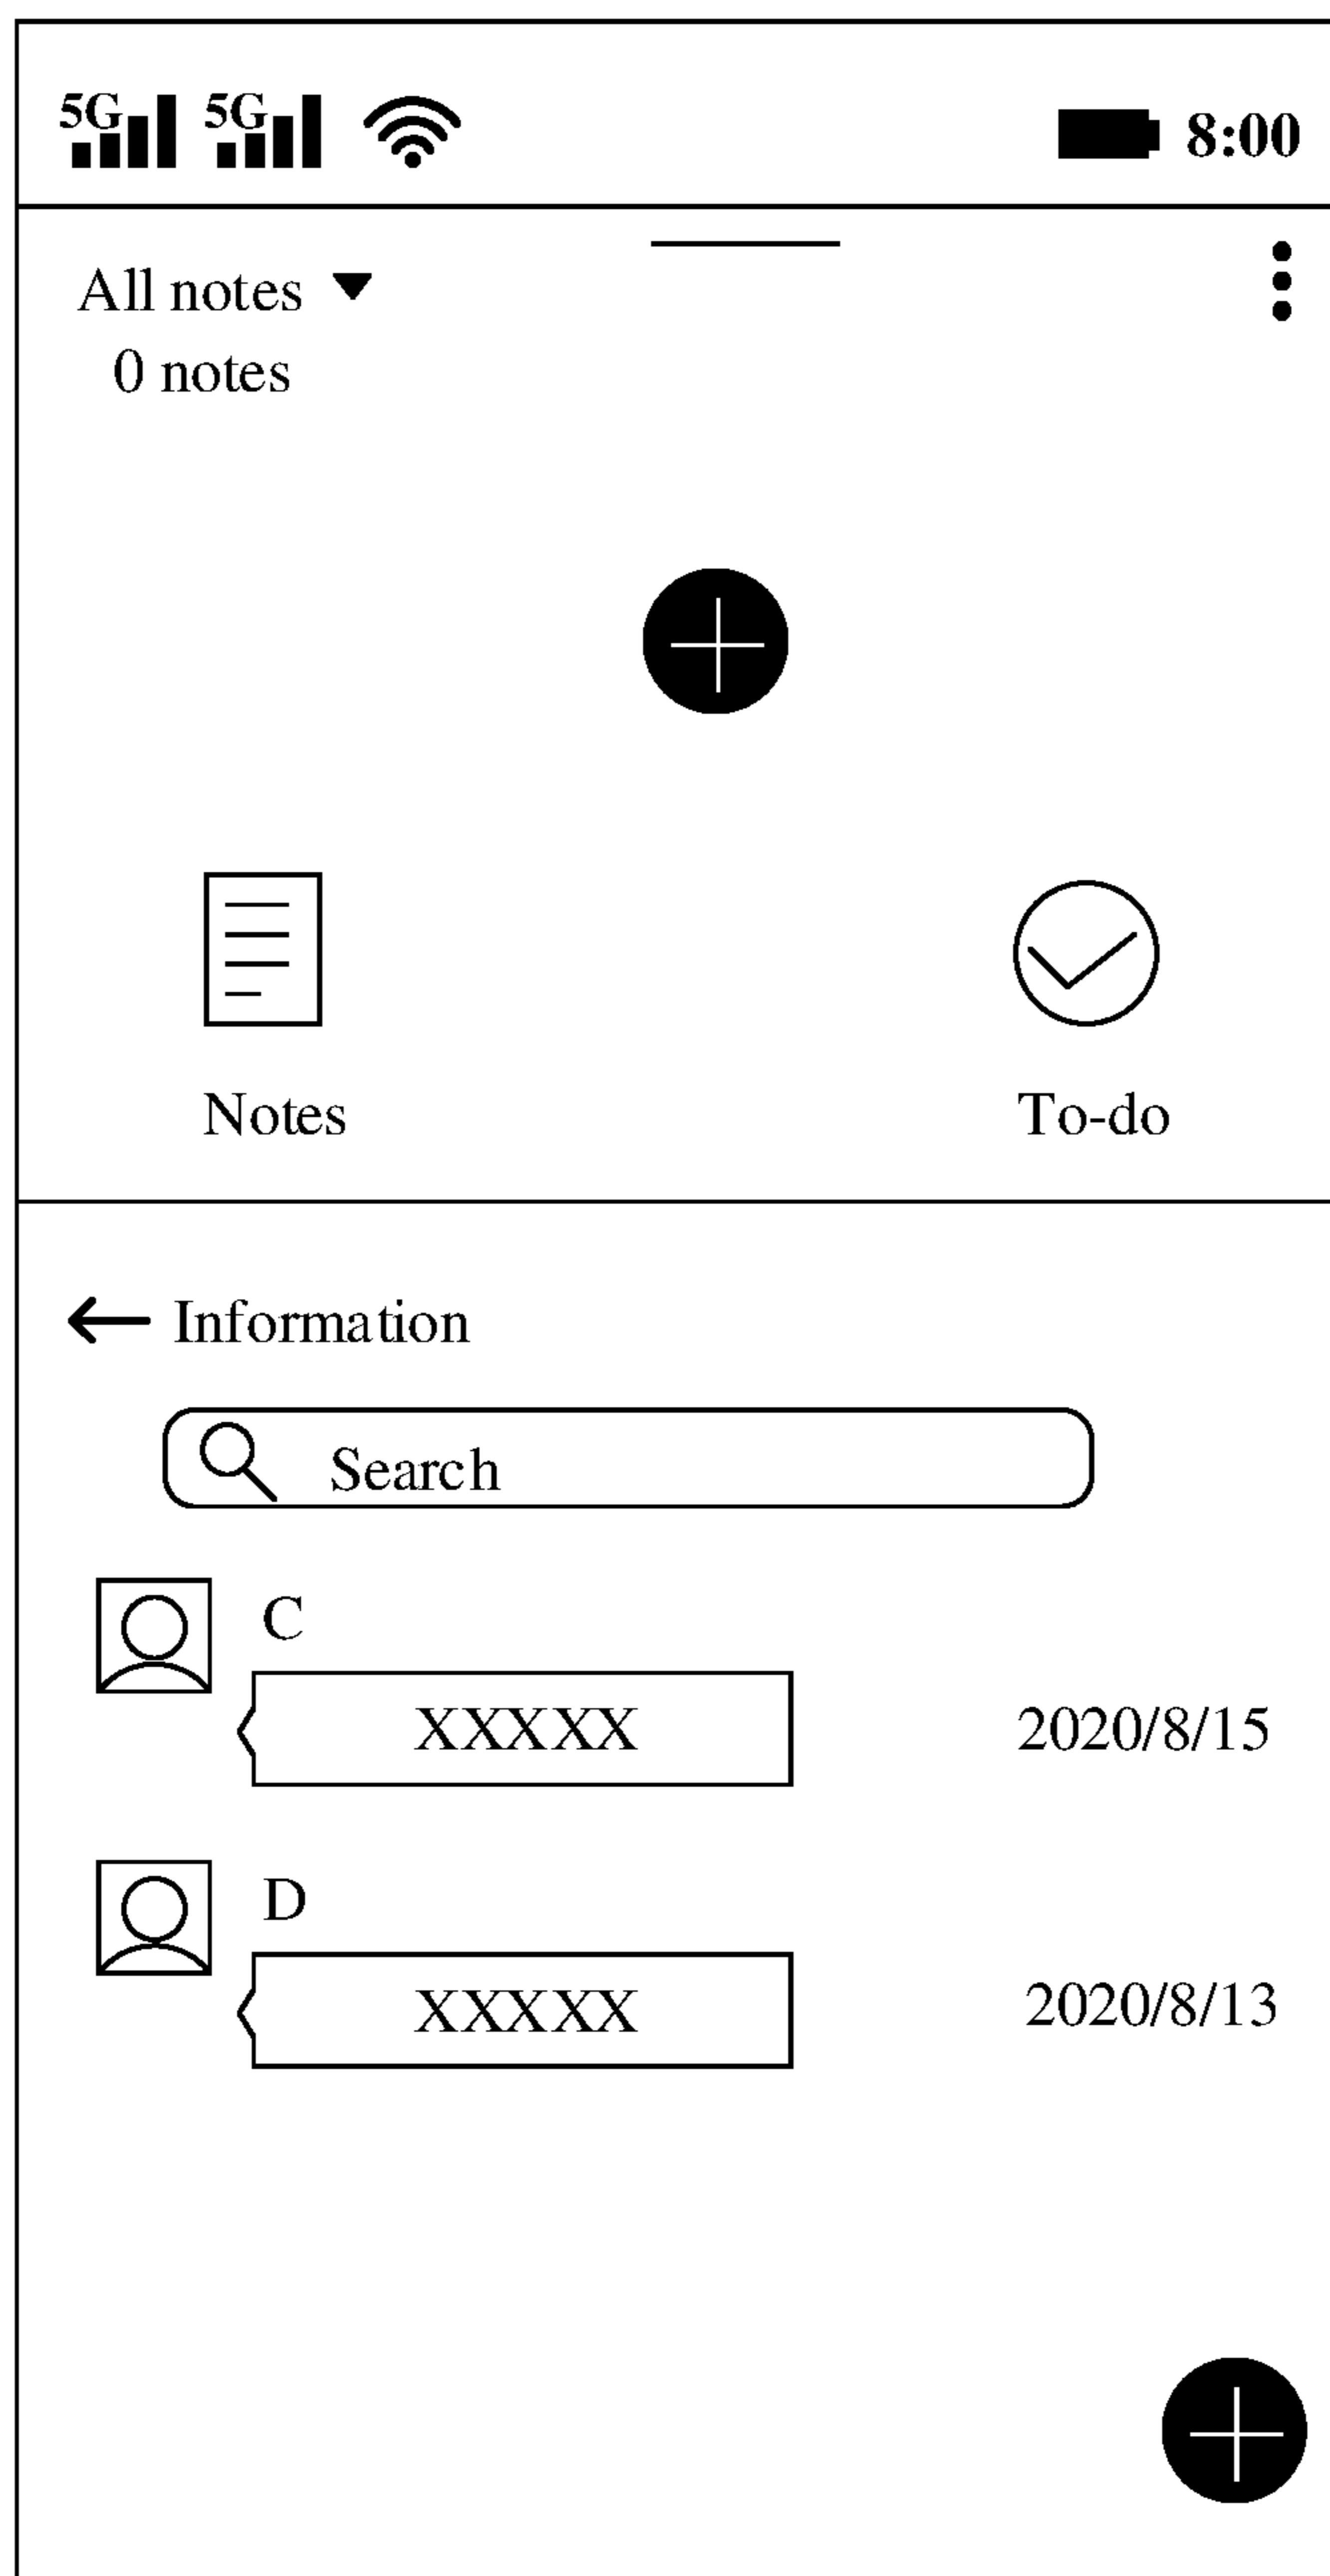 5G 5G 8:00
All notes
0 notes
Notes To-do
Information
Search
C
XXXXX 2020/8/15
D
XXXXX 2020/8/13